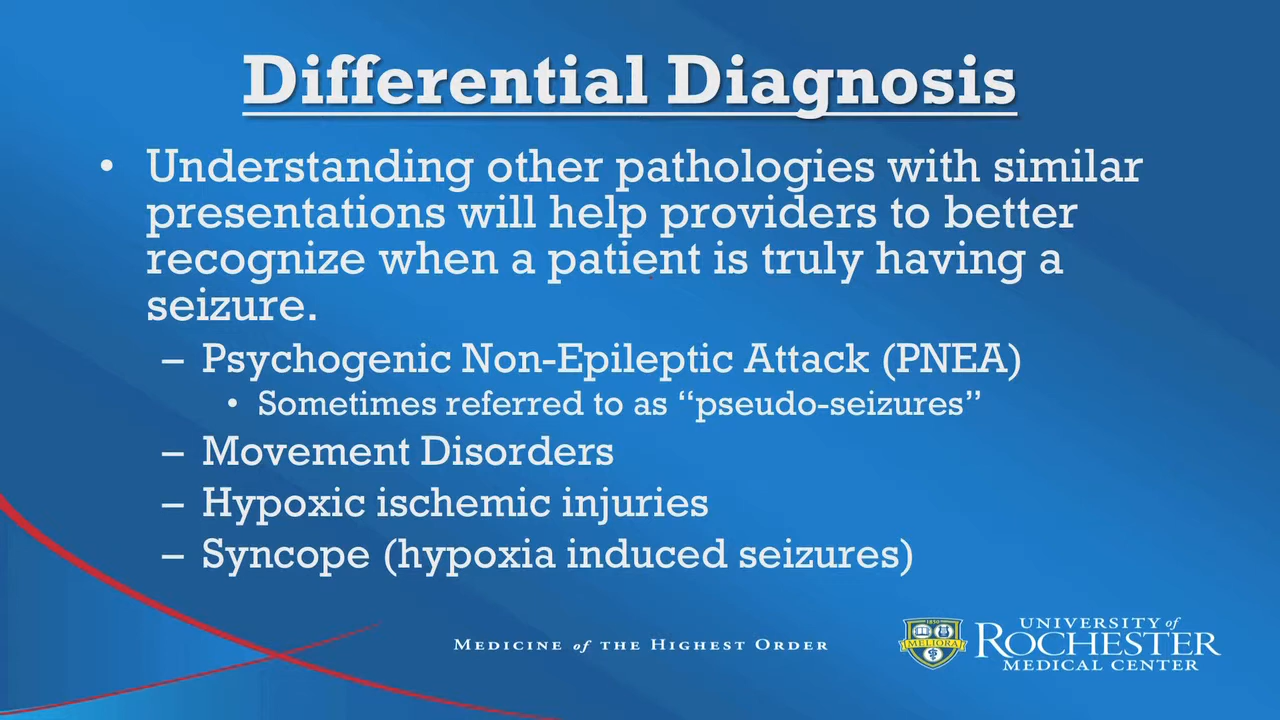 Differential Diagnosis
• Understanding other pathologies with similar
presentations will help providers to better
recognize when a patient is truly having a
seizure.
– Psychogenic Non-Epileptic Attack (PNEA)
• Sometimes referred to as “pseudo-seizures”
– Movement Disorders
– Hypoxic ischemic injuries
– Syncope (hypoxia induced seizures)
MEDICINE of THE HIGHEST ORDER
1850
MELIORA
UNIVERSITY of
ROCHESTER
MEDICAL CENTER